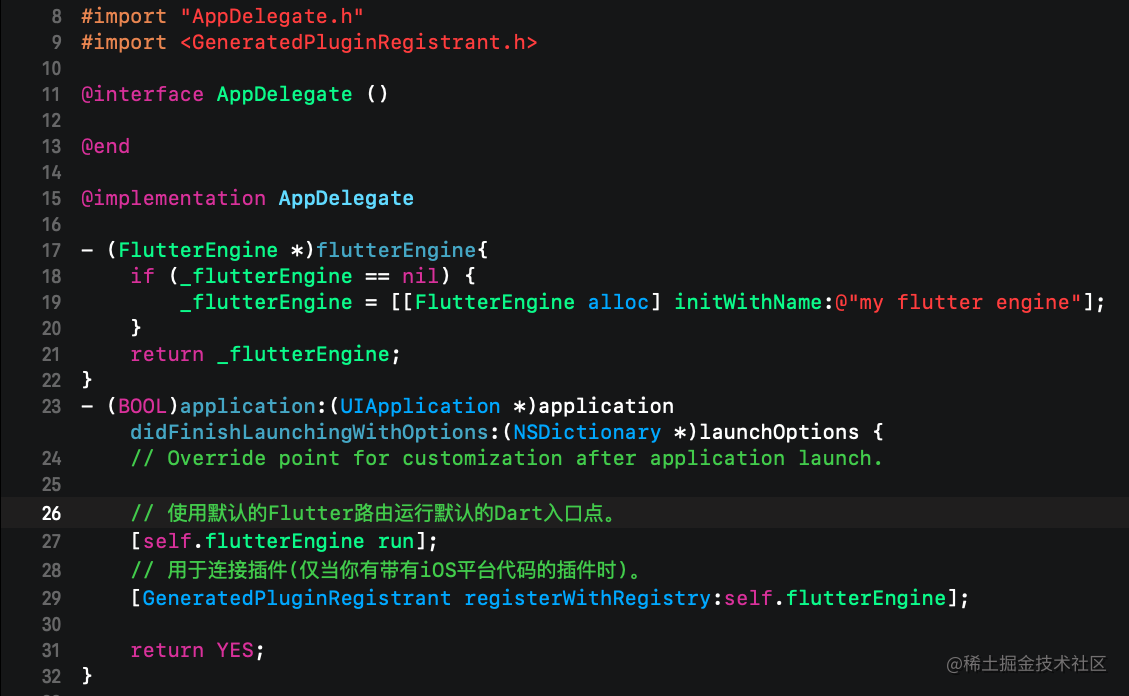 8 #import "AppDelegate.h"
9 #import <GeneratedPluginRegistrant.h>
10
11 @interface AppDelegate ()
12
13 @end
14
15 @implementation AppDelegate
16
17 - (FlutterEngine *)flutterEngine{
18     if (_flutterEngine == nil) {
19         _flutterEngine = [[FlutterEngine alloc] initWithName:@"my flutter engine"];
20     }
21     return _flutterEngine;
22 }
23 - (BOOL)application:(UIApplication *)application
    didFinishLaunchingWithOptions:(NSDictionary *)launchOptions {
24     // Override point for customization after application launch.
25
26     // 使用默认的Flutter路由运行默认的Dart入口点。
27     [self.flutterEngine run];
28     // 用于连接插件(仅当你有带有iOS平台代码的插件时)。
29     [GeneratedPluginRegistrant registerWithRegistry:self.flutterEngine];
30
31     return YES;
32 }
@稀土掘金技术社区